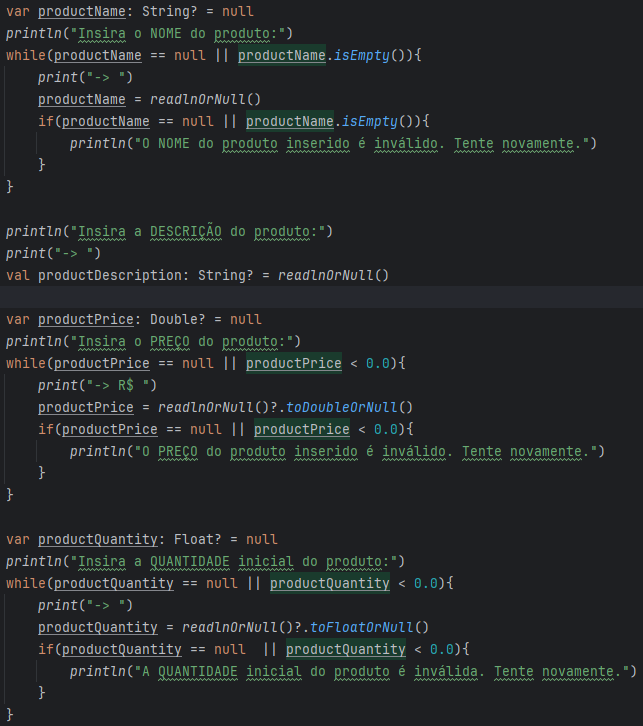 var productName: String? = null
println("Insira o NOME do produto:")
while(productName == null || productName.isEmpty()){
    print("-> ")
    productName = readlnOrNull()
    if(productName == null || productName.isEmpty()){
        println("O NOME do produto inserido é inválido. Tente novamente.")
    }
}
println("Insira a DESCRIÇÃO do produto:")
print("-> ")
val productDescription: String? = readlnOrNull()
var productPrice: Double? = null
println("Insira o PREÇO do produto:")
while(productPrice == null || productPrice < 0.0){
    print("-> R$ ")
    productPrice = readlnOrNull()?.toDoubleOrNull()
    if(productPrice == null || productPrice < 0.0){
        println("O PREÇO do produto inserido é inválido. Tente novamente.")
    }
}
var productQuantity: Float? = null
println("Insira a QUANTIDADE inicial do produto:")
while(productQuantity == null || productQuantity < 0.0){
    print("-> ")
    productQuantity = readlnOrNull()?.toFloatOrNull()
    if(productQuantity == null  || productQuantity < 0.0){
        println("A QUANTIDADE inicial do produto é inválida. Tente novamente.")
    }
}